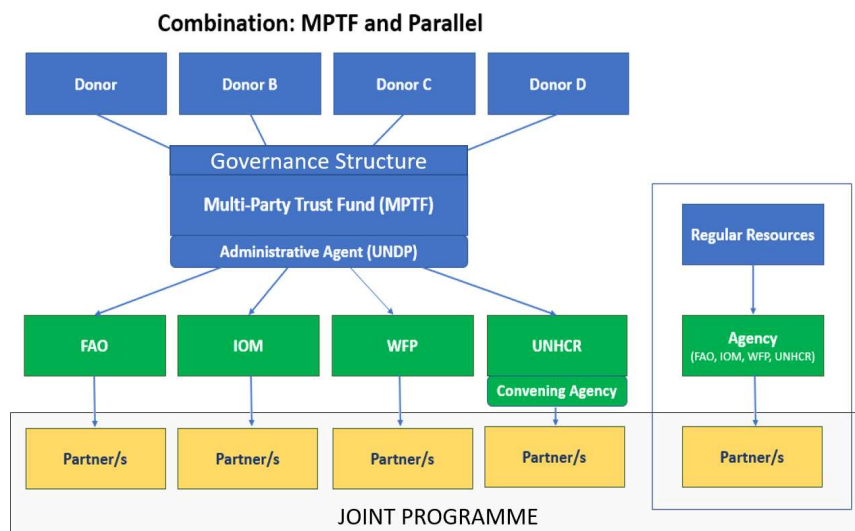 Combination: MPTF and Parallel
Donor
Donor B
Donor C
Donor D
Governance Structure
Multi-Party Trust Fund (MPTF)
Administrative Agent (UNDP)
Regular Resources
FAO
IOM
WFP
UNHCR
Convening Agency
Agency
(FAO, IOM, WFP, UNHCR)
Partner/s
Partner/s
Partner/s
Partner/s
Partner/s
JOINT PROGRAMME